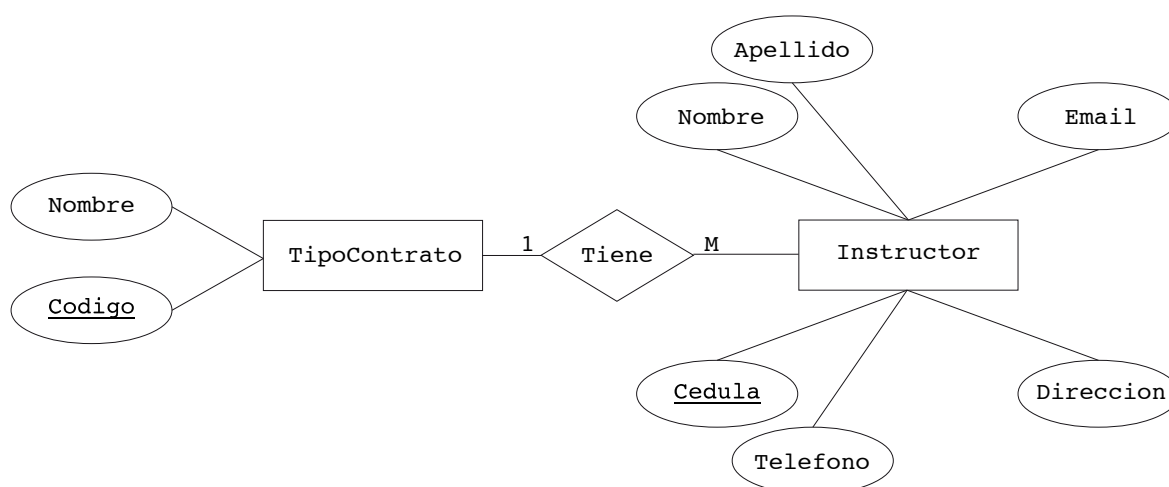 Apellido
Nombre
Email
Nombre
TipoContrato
1
Tiene
M
Instructor
Codigo
Cedula
Direccion
Telefono